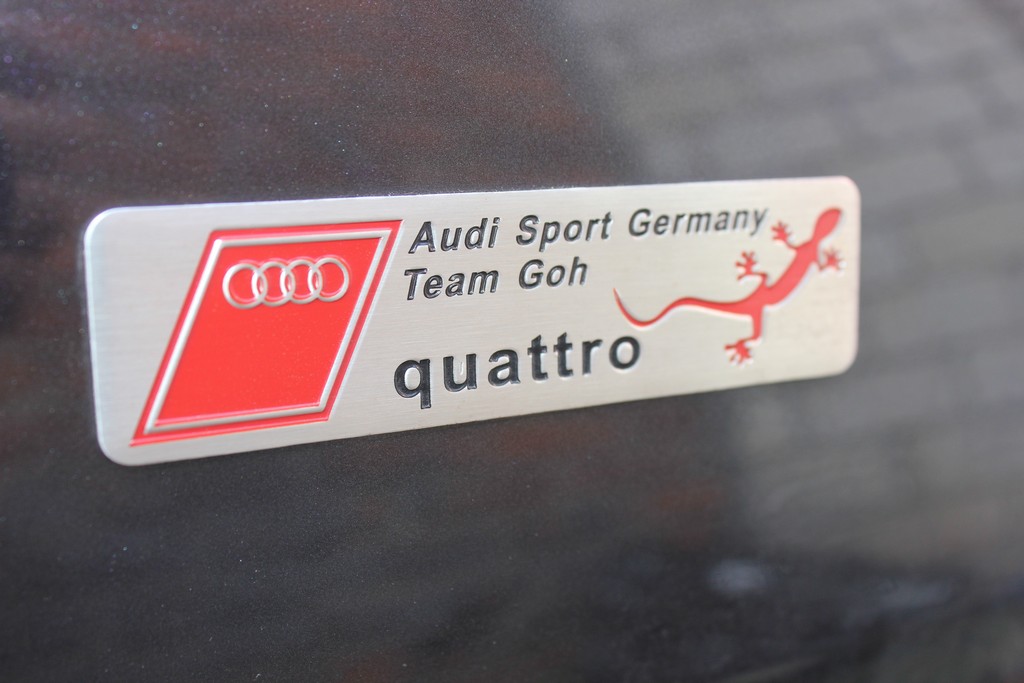 Audi Sport Germany
Team Goh
quattro